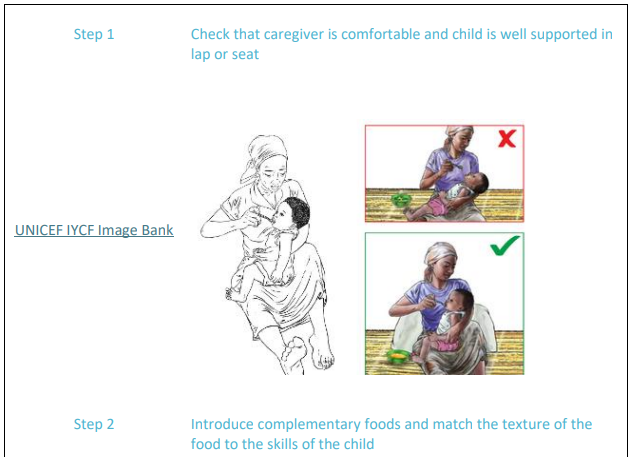 Step 1
Check that caregiver is comfortable and child is well supported in
lap or seat
UNICEF IYCF Image Bank
Step 2
Introduce complementary foods and match the texture of the
food to the skills of the child